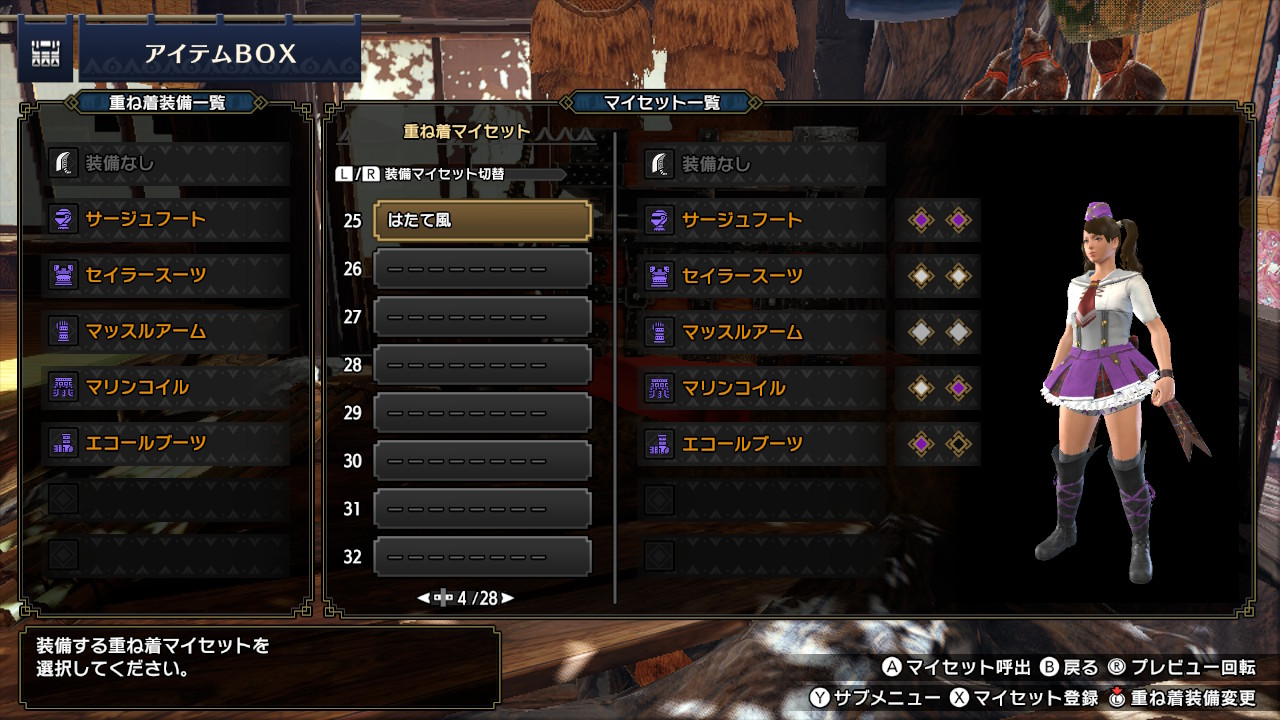 アイテムBOX
重ね着装備一覧
装備なし
サージュフート
セイラースーツ
マッスルアーム
マリンコイル
エコールブーツ
マイセット一覧
重ね着マイセット
L/R 装備マイセット切替
25 はたて風
26 --------
27 --------
28 --------
29 --------
30 --------
31 --------
32 --------
4/28
装備なし
サージュフート
セイラースーツ
マッスルアーム
マリンコイル
エコールブーツ
装備する重ね着マイセットを
選択してください。
Aマイセット呼出 B戻る Rプレビュー回転
Yサブメニュー Xマイセット登録 L重ね着装備変更